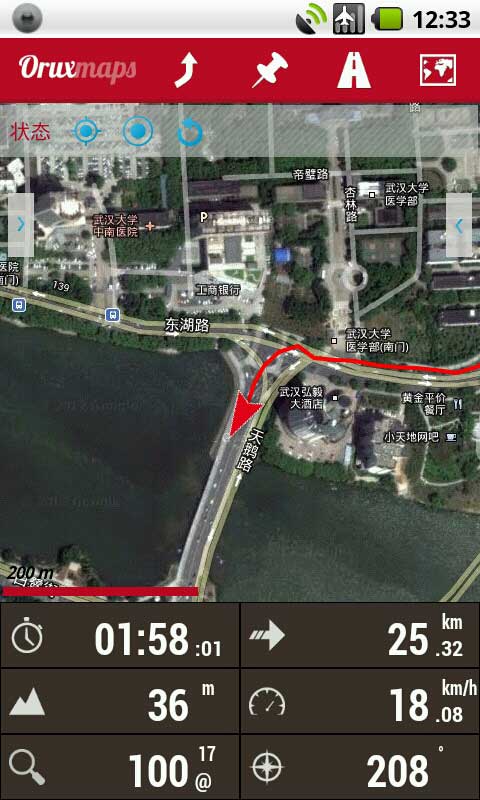 12:33
Oruxmaps
路
状态
帝璧路
杏林路
武汉大学
医学部
武汉大学
中南医院
P
医院
南门)
工商银行
139
东湖路
武汉大学
医学部(南门)
武汉弘毅
大酒店
黄金平价
餐厅
小天地网吧
天鹅路
200 m
01:58 :01
25 km .32
36 m
18 km/h .08
100 17 @
208 °